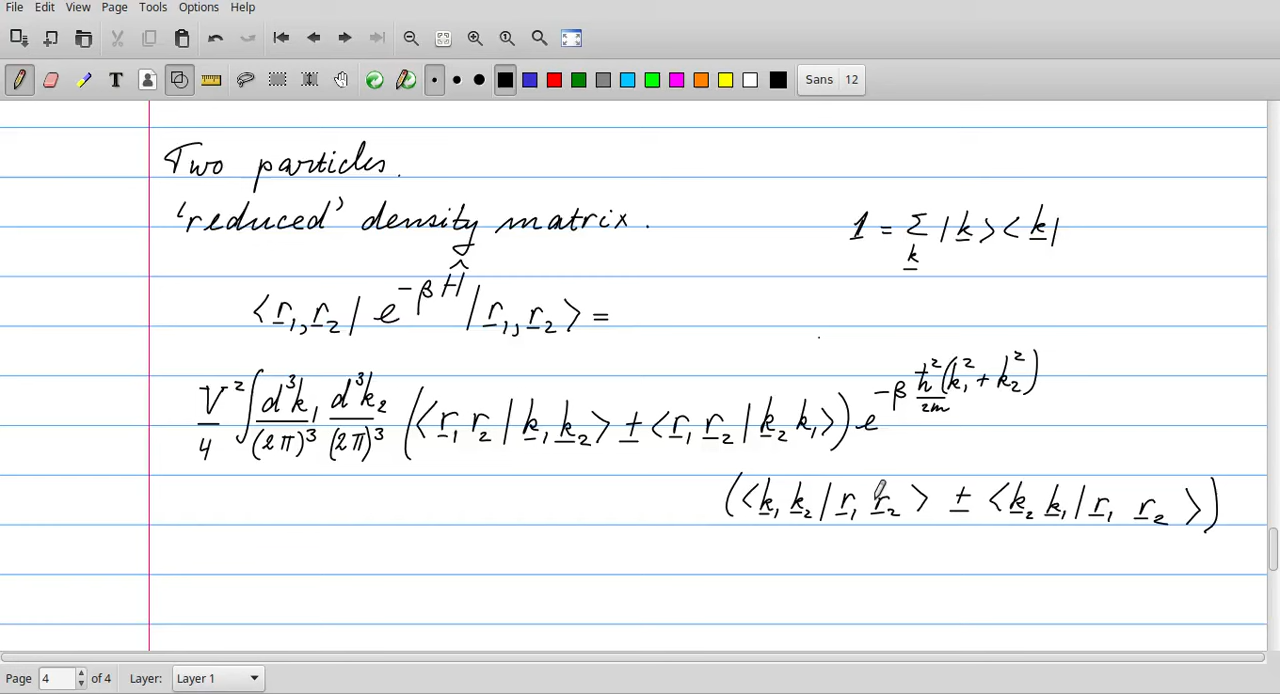 File Edit View Page Tools Options Help
Sans 12
Two particles.
'reduced' density matrix.
1 = Σ_k |k><k|
<r₁,r₂| e^{-βĤ} |r₁,r₂> =
V²/4 ∫ d³k₁/(2π)³ d³k₂/(2π)³ (<r₁ r₂|k₁ k₂> ± <r₁ r₂|k₂ k₁>) e^{-β ħ²/2m (k₁² + k₂²)}
(<k₁ k₂|r₁ r₂> ± <k₂ k₁|r₁ r₂>)
Page 4 of 4 Layer: Layer 1